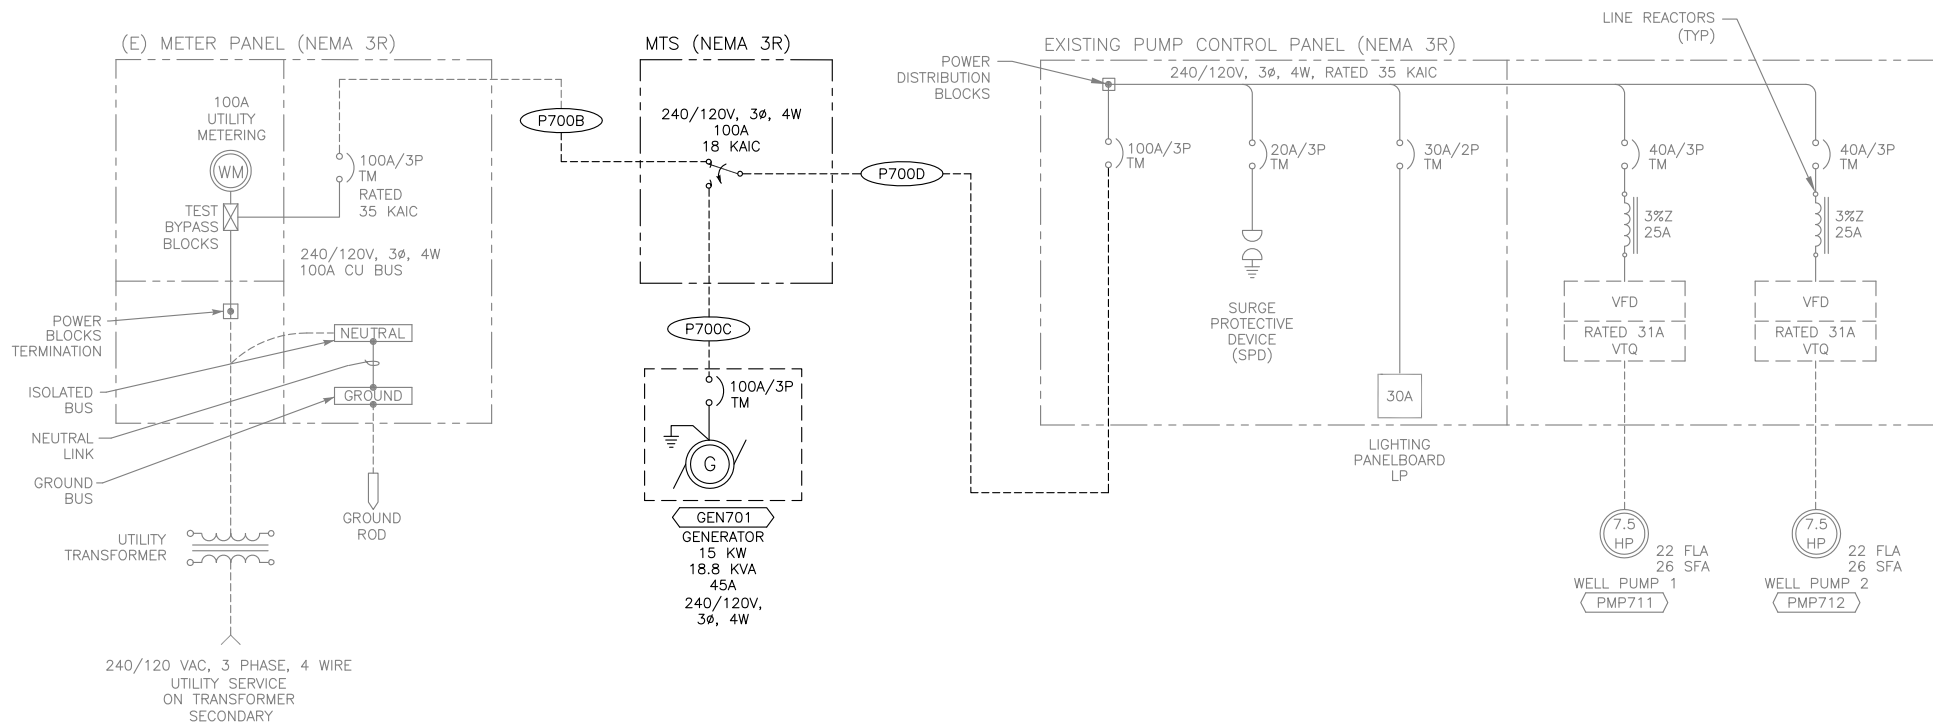 (E) METER PANEL (NEMA 3R)
100A
UTILITY
METERING
WM
TEST
BYPASS
BLOCKS
100A/3P
TM
RATED
35 KAIC
240/120V, 3ø, 4W
100A CU BUS
POWER
BLOCKS
TERMINATION
NEUTRAL
ISOLATED
BUS
GROUND
NEUTRAL
LINK
GROUND
BUS
GROUND
ROD
UTILITY
TRANSFORMER
240/120 VAC, 3 PHASE, 4 WIRE
UTILITY SERVICE
ON TRANSFORMER
SECONDARY
P700B
MTS (NEMA 3R)
240/120V, 3ø, 4W
100A
18 KAIC
P700D
P700C
100A/3P
TM
G
GEN701
GENERATOR
15 KW
18.8 KVA
45A
240/120V,
3ø, 4W
EXISTING PUMP CONTROL PANEL (NEMA 3R)
240/120V, 3ø, 4W, RATED 35 KAIC
POWER
DISTRIBUTION
BLOCKS
LINE REACTORS
(TYP)
100A/3P
TM
20A/3P
TM
30A/2P
TM
40A/3P
TM
40A/3P
TM
3%Z
25A
3%Z
25A
SURGE
PROTECTIVE
DEVICE
(SPD)
30A
LIGHTING
PANELBOARD
LP
VFD
RATED 31A
VTQ
VFD
RATED 31A
VTQ
7.5
HP
22 FLA
26 SFA
WELL PUMP 1
PMP711
7.5
HP
22 FLA
26 SFA
WELL PUMP 2
PMP712